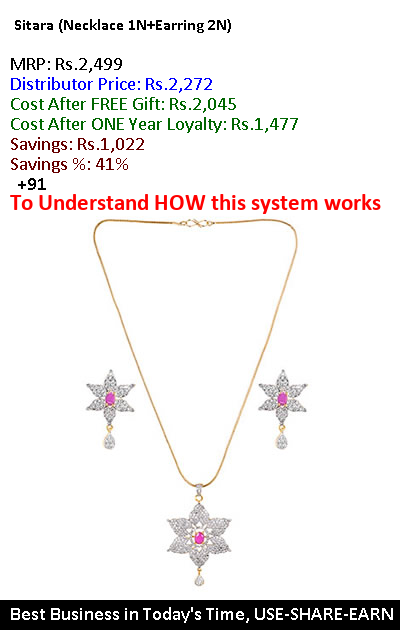 Sitara (Necklace 1N+Earring 2N)
MRP: Rs.2,499
Distributor Price: Rs.2,272
Cost After FREE Gift: Rs.2,045
Cost After ONE Year Loyalty: Rs.1,477
Savings: Rs.1,022
Savings %: 41%
+91
To Understand HOW this system works
Best Business in Today's Time, USE-SHARE-EARN